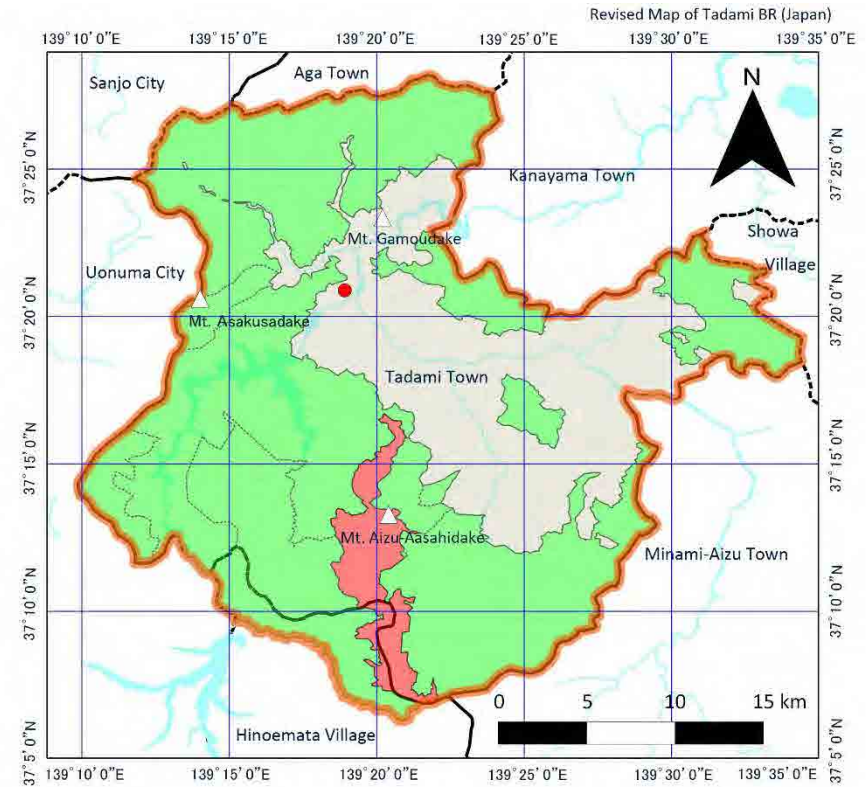 Revised Map of Tadami BR (Japan)
139°10′0″E 139°15′0″E 139°20′0″E 139°25′0″E 139°30′0″E 139°35′0″E
Sanjo City
Aga Town
N
37°25′0″N
37°25′0″N
Kanayama Town
Showa
Village
Mt. Gamoudake
Uonuma City
Mt. Asakusadake
37°20′0″N
37°20′0″N
Tadami Town
37°15′0″N
37°15′0″N
Mt. Aizu-Aasahidake
Minami-Aizu Town
37°10′0″N
37°10′0″N
0 5 10 15 km
Hinoemata Village
37°5′0″N
37°5′0″N
139°10′0″E 139°15′0″E 139°20′0″E 139°25′0″E 139°30′0″E 139°35′0″E